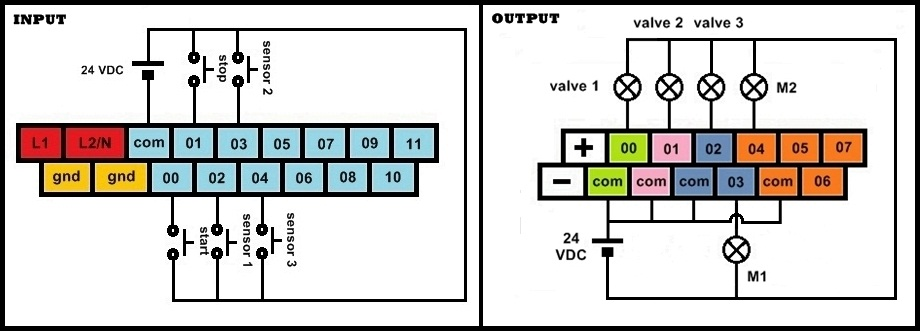 INPUT
24 VDC
stop
sensor 2
L1 L2/N com 01 03 05 07 09 11
gnd gnd 00 02 04 06 08 10
start
sensor 1
sensor 3
OUTPUT
valve 2 valve 3
valve 1
M2
+ 00 01 02 04 05 07
− com com com 03 com 06
24
VDC
M1